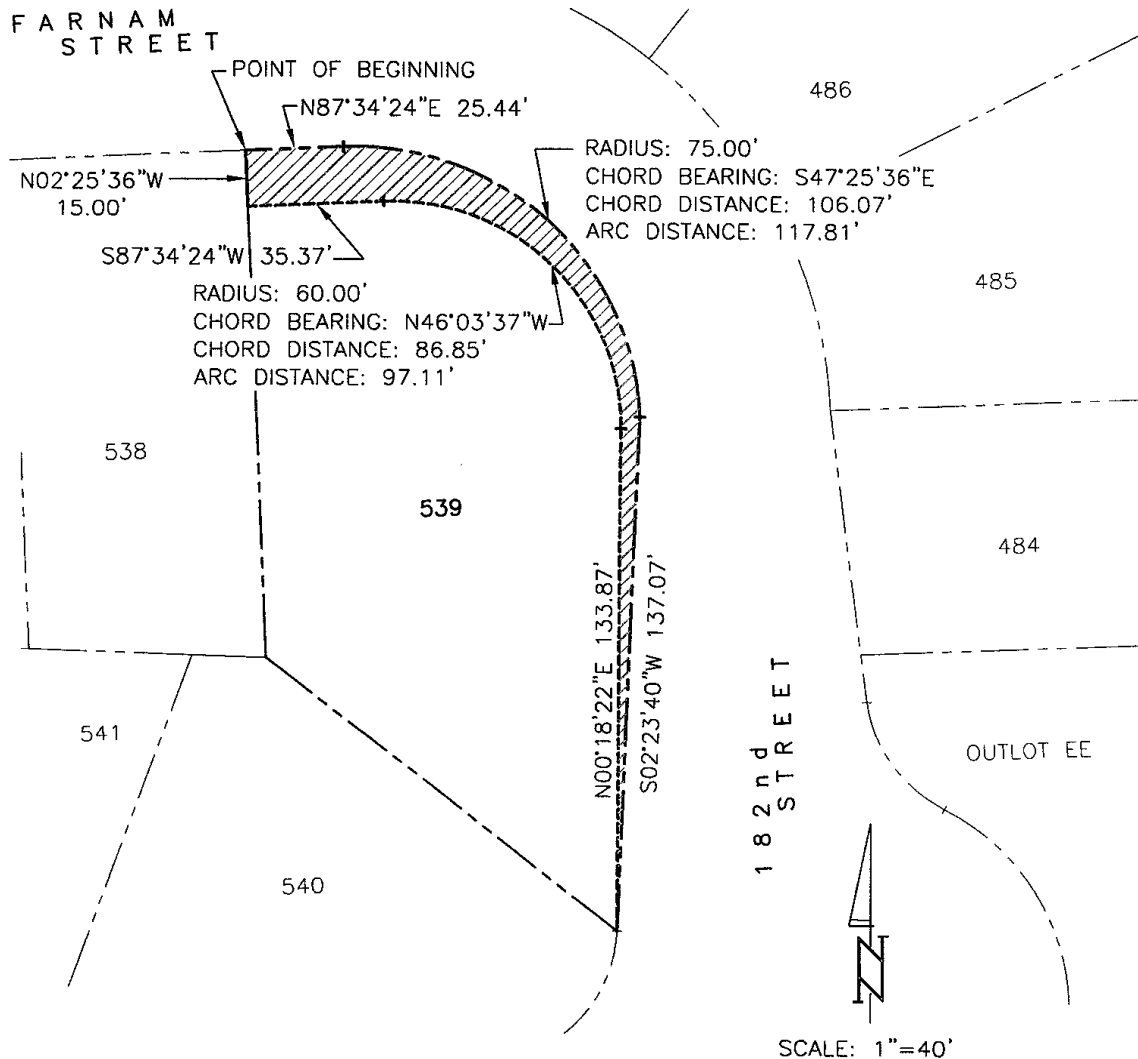 FARNAM
STREET
POINT OF BEGINNING
N87°34'24"E 25.44'
486
RADIUS: 75.00'
CHORD BEARING: S47°25'36"E
CHORD DISTANCE: 106.07'
ARC DISTANCE: 117.81'
N02°25'36"W
15.00'
S87°34'24"W 35.37'
485
RADIUS: 60.00'
CHORD BEARING: N46°03'37"W
CHORD DISTANCE: 86.85'
ARC DISTANCE: 97.11'
538
539
484
N00°18'22"E 133.87'
S02°23'40"W 137.07'
182nd
STREET
541
OUTLOT EE
540
N
SCALE: 1"=40'